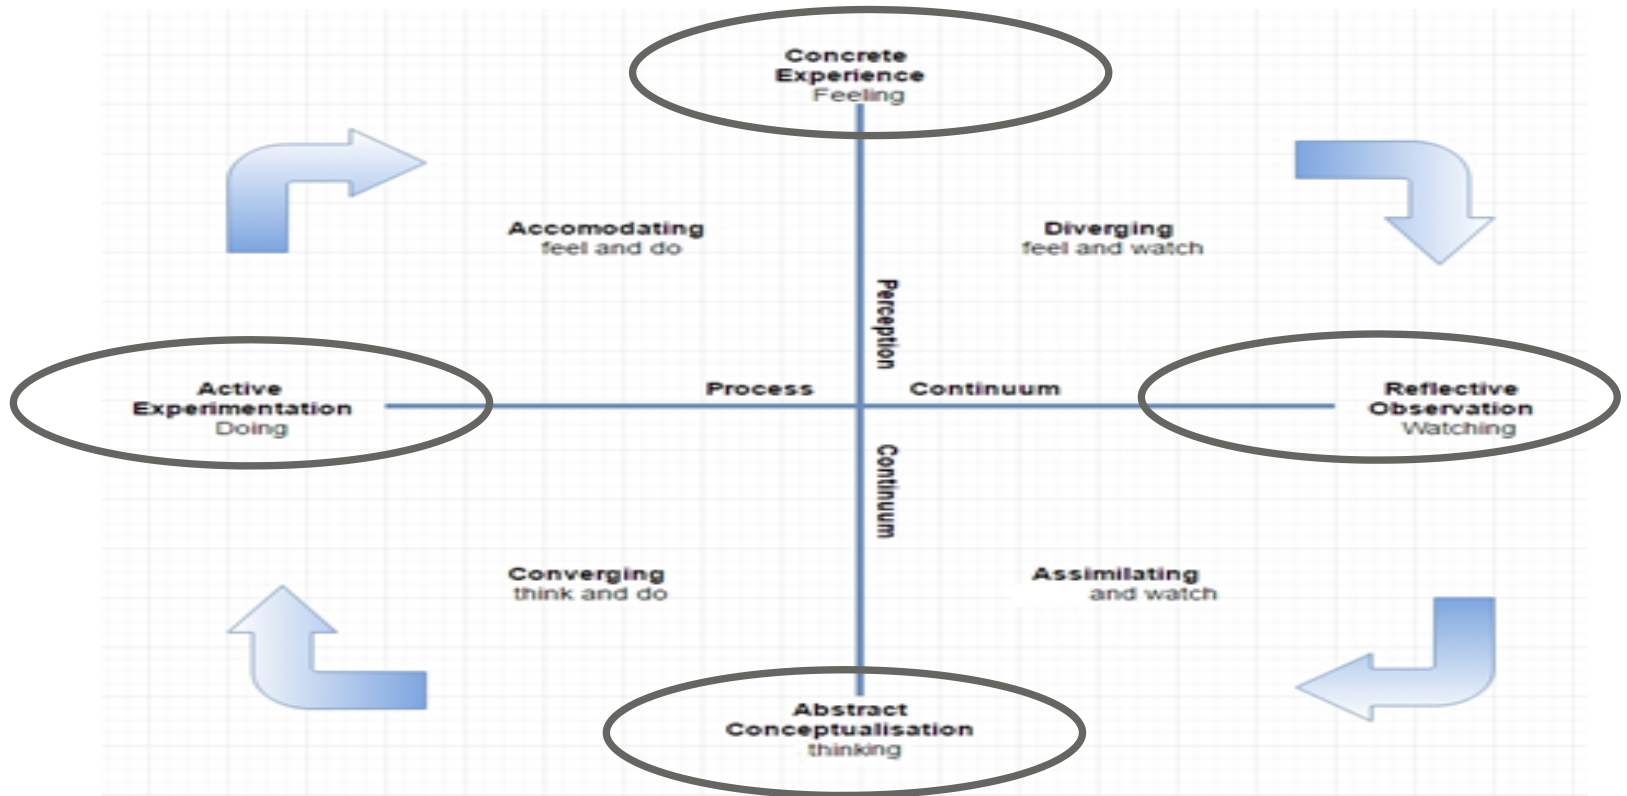 Concrete
Experience
Feeling
Accomodating
feel and do
Diverging
feel and watch
Perception
Active
Experimentation
Doing
Process
Continuum
Reflective
Observation
Watching
Continuum
Converging
think and do
Assimilating
and watch
Abstract
Conceptualisation
thinking